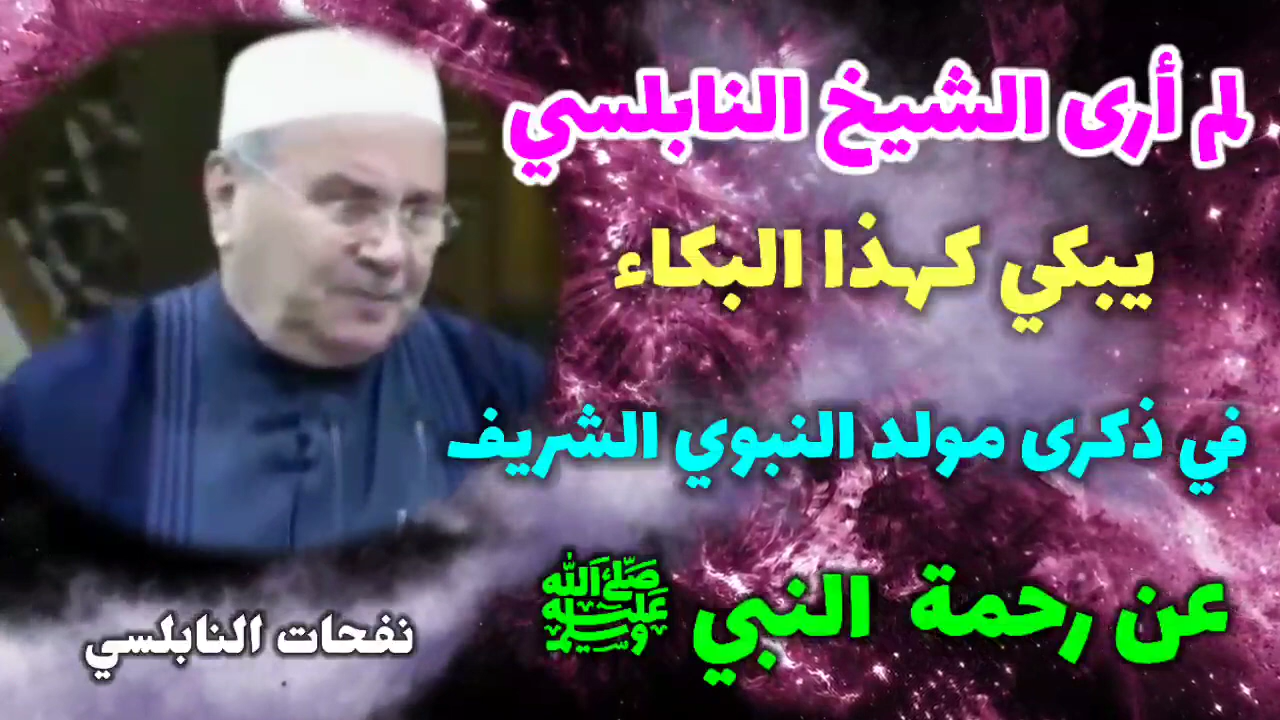 لم أرى الشيخ النابلسي
يبكي كهذا البكاء
في ذكرى مولد النبوي الشريف
عن رحمة النبي ﷺ
نفحات النابلسي